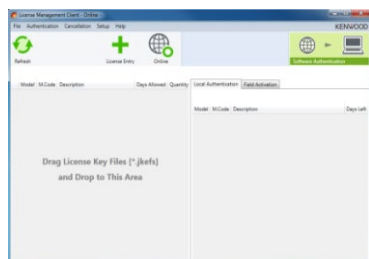 License Management Client - Online
File Authentication Cancellation Setup Help
KENWOOD
Refresh
License Entry
Online
Software Authentication
Model M.Code Description Days Allowed Quantity
Local Authentication Field Activation
Model M.Code Description Days Left
Drag License Key Files (*.jkefs)
and Drop to This Area